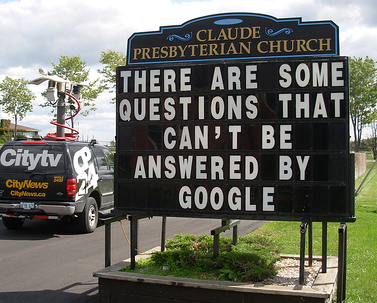 CLAUDE
PRESBYTERIAN CHURCH
THERE ARE SOME
QUESTIONS THAT
CAN'T BE
ANSWERED BY
GOOGLE
Citytv
CityNews
CityNews.ca